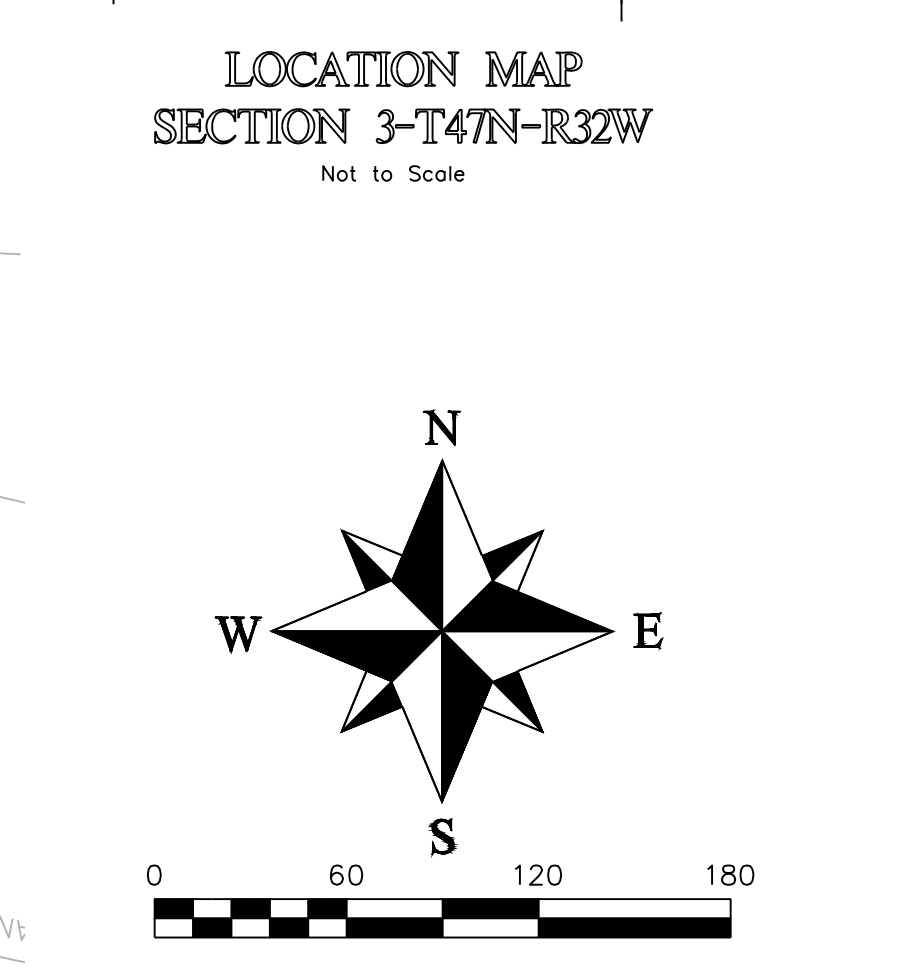 LOCATION MAP
SECTION 3-T47N-R32W
Not to Scale
N
W E
S
0 60 120 180